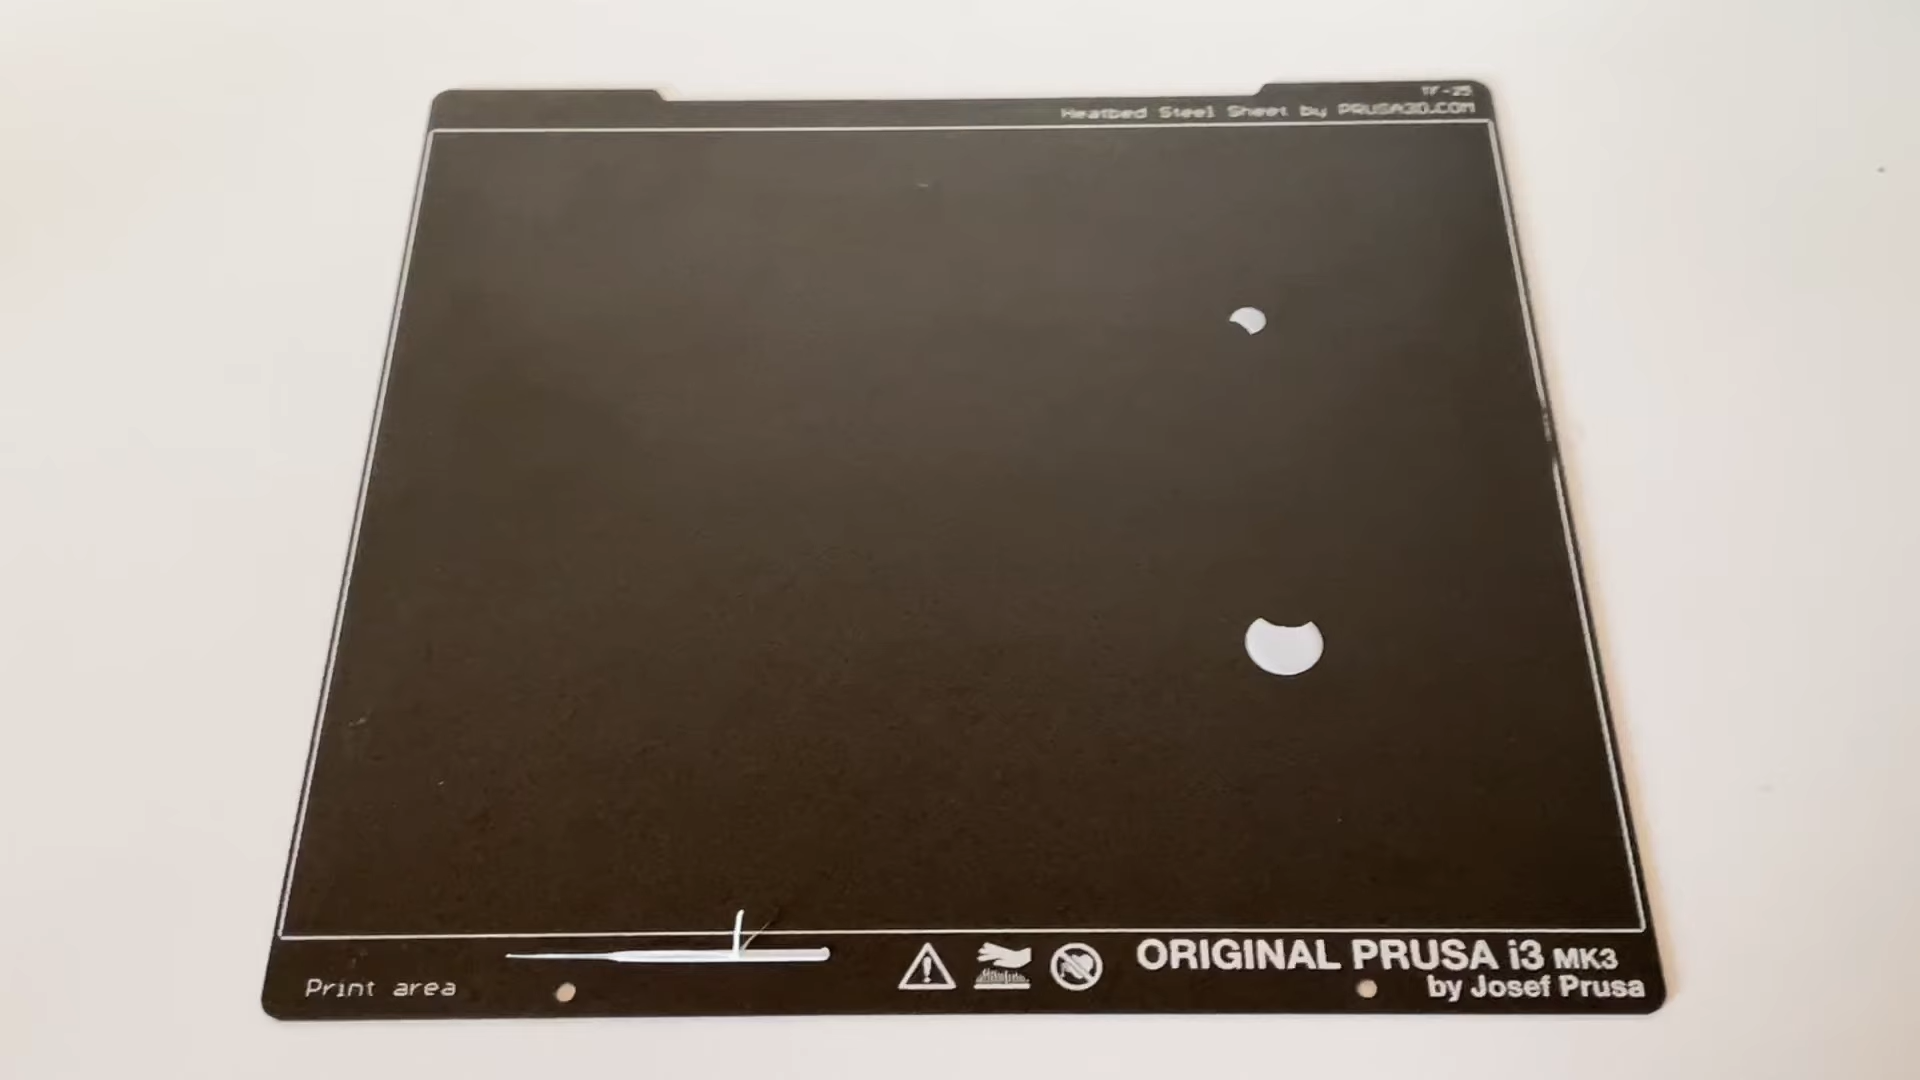 Heatbed Steel Sheet by PRUSA3D.COM
ORIGINAL PRUSA i3 MK3
by Josef Prusa
Print area